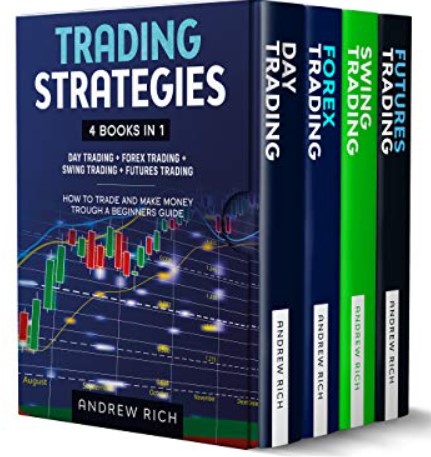 TRADING
STRATEGIES
4 BOOKS IN 1
DAY TRADING + FOREX TRADING +
SWING TRADING + FUTURES TRADING
HOW TO TRADE AND MAKE MONEY
TROUGH A BEGINNERS GUIDE
August
November
ANDREW RICH
DAY
TRADING
ANDREW RICH
FOREX
TRADING
ANDREW RICH
SWING
TRADING
ANDREW RICH
FUTURES
TRADING
ANDREW RICH